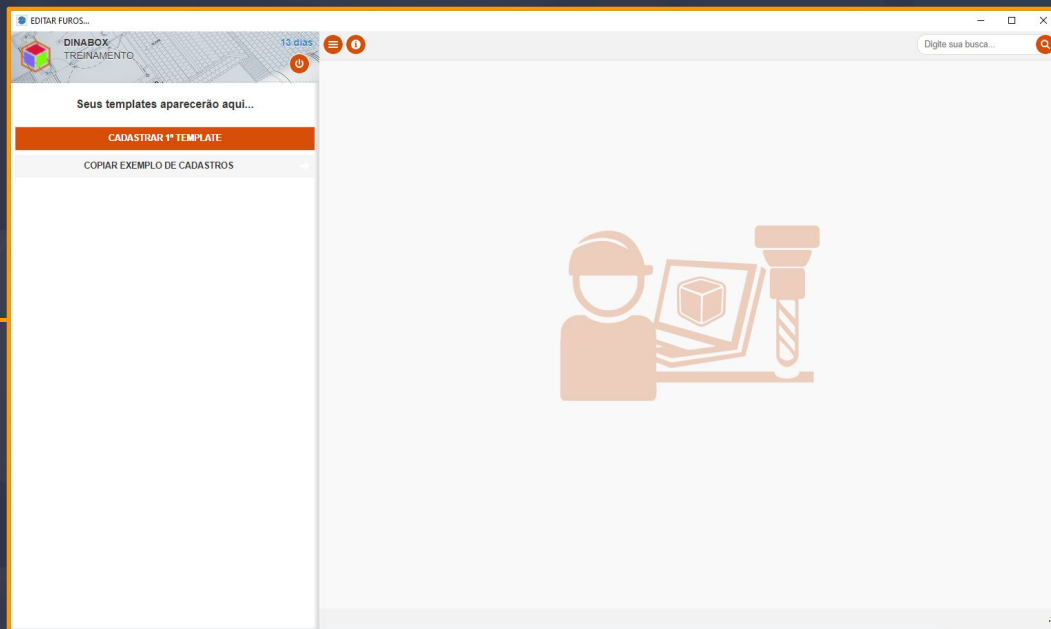 EDITAR FUROS...
DINABOX
TREINAMENTO
13 dias
Digite sua busca...
Seus templates aparecerão aqui...
CADASTRAR 1º TEMPLATE
COPIAR EXEMPLO DE CADASTROS